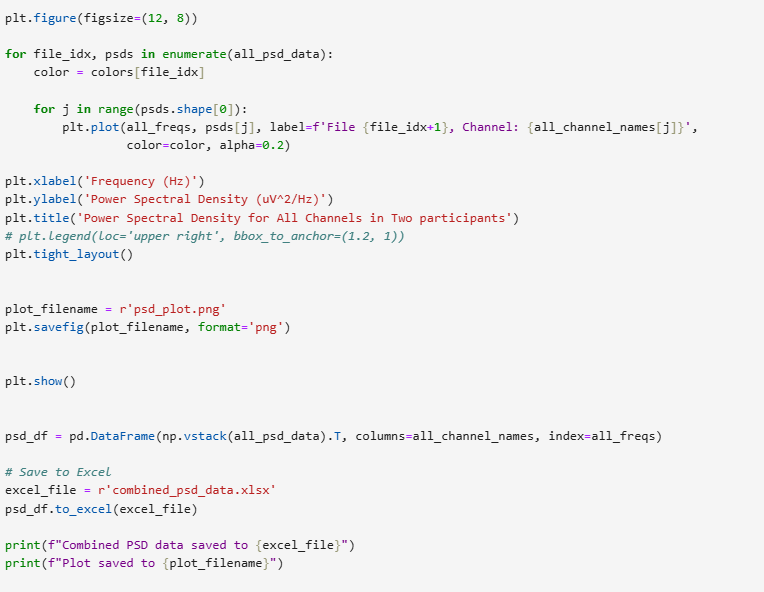 plt.figure(figsize=(12, 8))
for file_idx, psds in enumerate(all_psd_data):
    color = colors[file_idx]
    for j in range(psds.shape[0]):
        plt.plot(all_freqs, psds[j], label=f'File {file_idx+1}, Channel: {all_channel_names[j]}',
                 color=color, alpha=0.2)
plt.xlabel('Frequency (Hz)')
plt.ylabel('Power Spectral Density (uV^2/Hz)')
plt.title('Power Spectral Density for All Channels in Two participants')
# plt.legend(loc='upper right', bbox_to_anchor=(1.2, 1))
plt.tight_layout()
plot_filename = r'psd_plot.png'
plt.savefig(plot_filename, format='png')
plt.show()
psd_df = pd.DataFrame(np.vstack(all_psd_data).T, columns=all_channel_names, index=all_freqs)
# Save to Excel
excel_file = r'combined_psd_data.xlsx'
psd_df.to_excel(excel_file)
print(f"Combined PSD data saved to {excel_file}")
print(f"Plot saved to {plot_filename}")